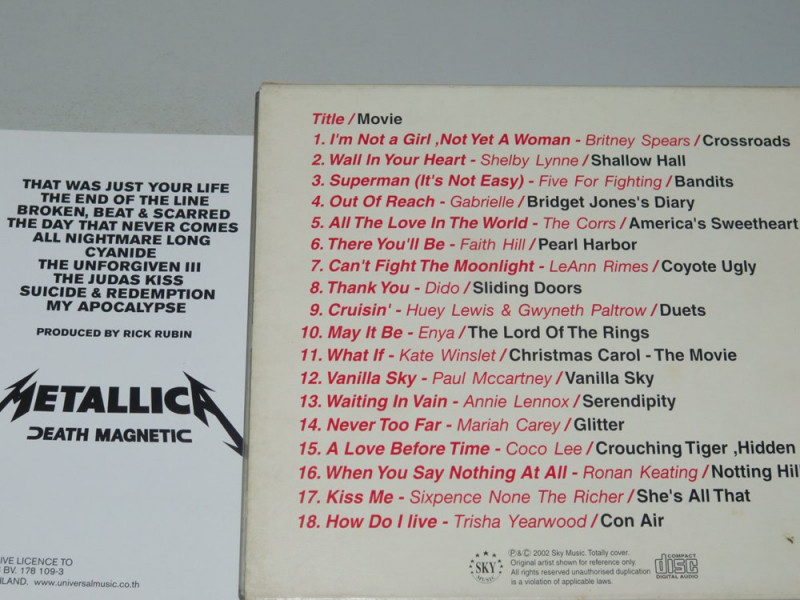 THAT WAS JUST YOUR LIFE
THE END OF THE LINE
BROKEN, BEAT & SCARRED
THE DAY THAT NEVER COMES
ALL NIGHTMARE LONG
CYANIDE
THE UNFORGIVEN III
THE JUDAS KISS
SUICIDE & REDEMPTION
MY APOCALYPSE
PRODUCED BY RICK RUBIN
METALLICA
DEATH MAGNETIC
LICENCE TO
BV. 178 109-3
www.universalmusic.co.th
Title / Movie
1. I'm Not a Girl ,Not Yet A Woman - Britney Spears / Crossroads
2. Wall In Your Heart - Shelby Lynne / Shallow Hall
3. Superman (It's Not Easy) - Five For Fighting / Bandits
4. Out Of Reach - Gabrielle / Bridget Jones's Diary
5. All The Love In The World - The Corrs / America's Sweetheart
6. There You'll Be - Faith Hill / Pearl Harbor
7. Can't Fight The Moonlight - LeAnn Rimes / Coyote Ugly
8. Thank You - Dido / Sliding Doors
9. Cruisin' - Huey Lewis & Gwyneth Paltrow / Duets
10. May It Be - Enya / The Lord Of The Rings
11. What If - Kate Winslet / Christmas Carol - The Movie
12. Vanilla Sky - Paul Mccartney / Vanilla Sky
13. Waiting In Vain - Annie Lennox / Serendipity
14. Never Too Far - Mariah Carey / Glitter
15. A Love Before Time - Coco Lee / Crouching Tiger ,Hidden
16. When You Say Nothing At All - Ronan Keating / Notting Hill
17. Kiss Me - Sixpence None The Richer / She's All That
18. How Do I live - Trisha Yearwood / Con Air
SKY
MUSIC
℗&© 2002 Sky Music. Totally cover.
Original artist shown for reference only.
All rights reserved unauthorised duplication
is a violation of applicable laws.
COMPACT
disc
DIGITAL AUDIO